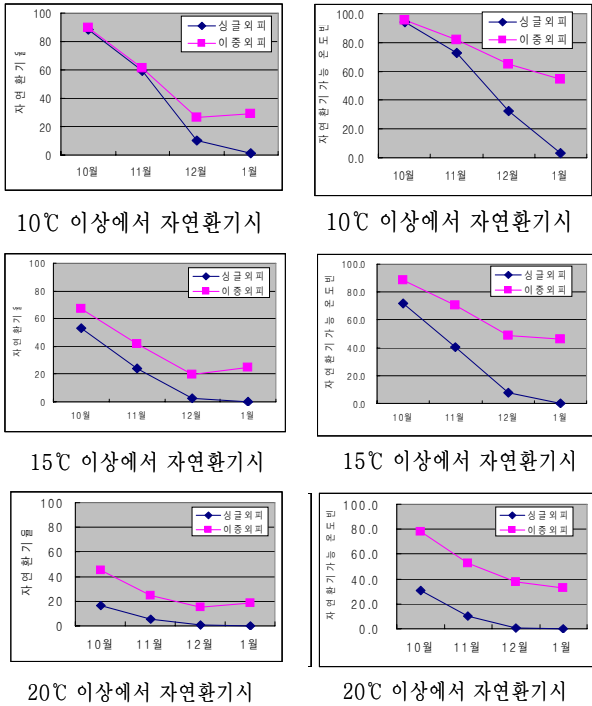 자연환기율
100
80
60
40
20
0
싱글외피
이중외피
10월 11월 12월 1월
10℃ 이상에서 자연환기시
자연환기가능 온도빈
100.0
80.0
60.0
40.0
20.0
0.0
싱글외피
이중외피
10월 11월 12월 1월
10℃ 이상에서 자연환기시
자연환기율
100
80
60
40
20
0
싱글외피
이중외피
10월 11월 12월 1월
15℃ 이상에서 자연환기시
자연환기가능 온도빈
100.0
80.0
60.0
40.0
20.0
0.0
싱글외피
이중외피
10월 11월 12월 1월
15℃ 이상에서 자연환기시
자연환기율
100
80
60
40
20
0
싱글외피
이중외피
10월 11월 12월 1월
20℃ 이상에서 자연환기시
자연환기가능 온도빈
100.0
80.0
60.0
40.0
20.0
0.0
싱글외피
이중외피
10월 11월 12월 1월
20℃ 이상에서 자연환기시